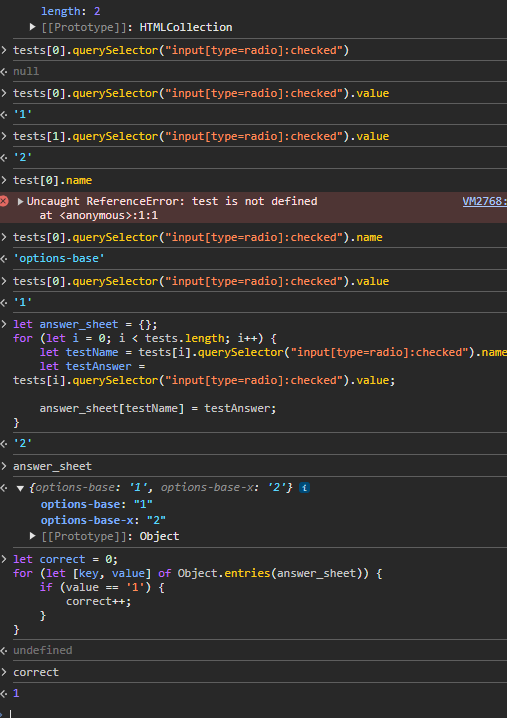 length: 2
▶ [[Prototype]]: HTMLCollection
> tests[0].querySelector("input[type=radio]:checked")
<· null
> tests[0].querySelector("input[type=radio]:checked").value
<· '1'
> tests[1].querySelector("input[type=radio]:checked").value
<· '2'
> test[0].name
▶ Uncaught ReferenceError: test is not defined VM2768:
at <anonymous>:1:1
> tests[0].querySelector("input[type=radio]:checked").name
<· 'options-base'
> tests[0].querySelector("input[type=radio]:checked").value
<· '1'
> let answer_sheet = {};
for (let i = 0; i < tests.length; i++) {
    let testName = tests[i].querySelector("input[type=radio]:checked").name
    let testAnswer =
tests[i].querySelector("input[type=radio]:checked").value;

    answer_sheet[testName] = testAnswer;
}
<· '2'
> answer_sheet
<· ▼ {options-base: '1', options-base-x: '2'} i
options-base: "1"
options-base-x: "2"
▶ [[Prototype]]: Object
> let correct = 0;
for (let [key, value] of Object.entries(answer_sheet)) {
    if (value == '1') {
        correct++;
    }
}
<· undefined
> correct
<· 1
>